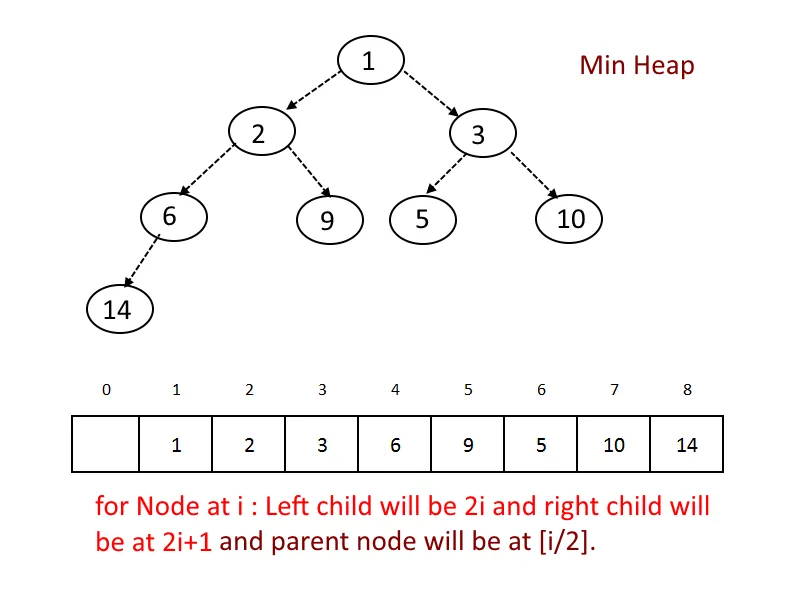 1
Min Heap
2
3
6
9
5
10
14
0 1 2 3 4 5 6 7 8
1 2 3 6 9 5 10 14
for Node at i : Left child will be 2i and right child will
be at 2i+1 and parent node will be at [i/2].